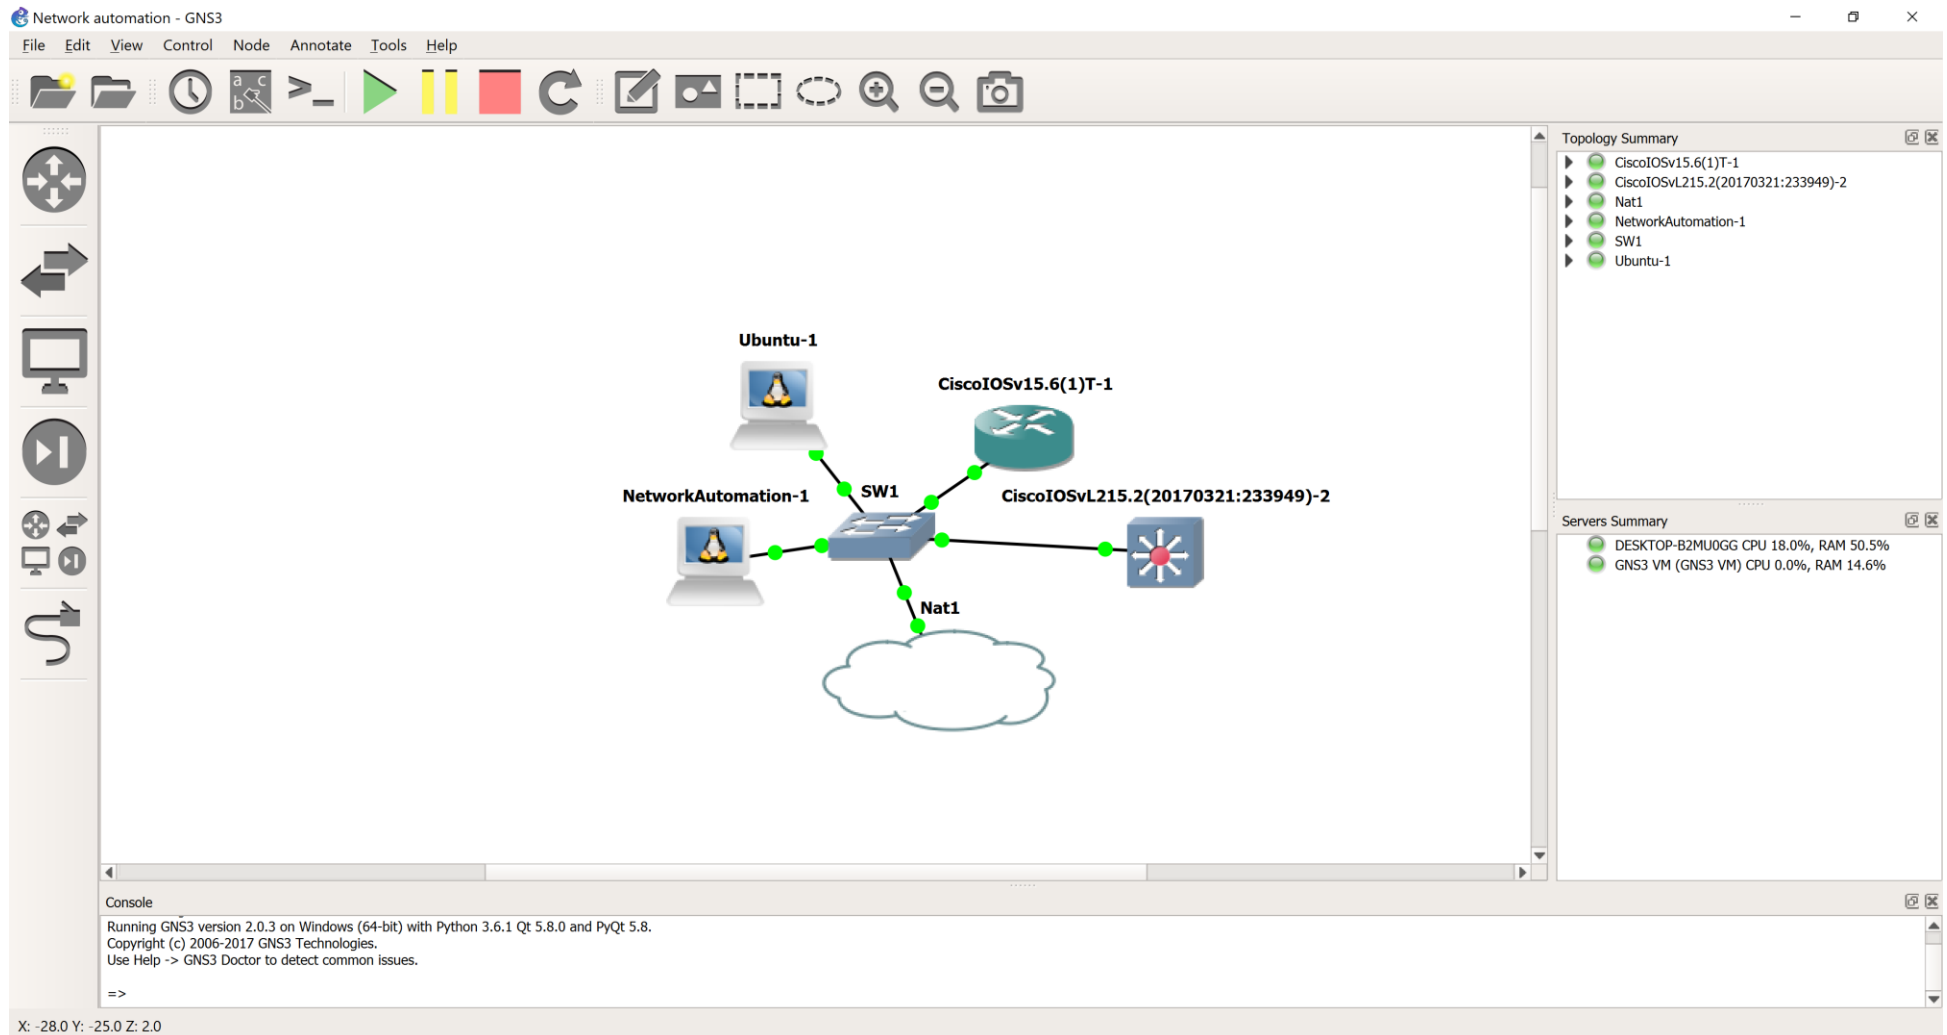 Network automation - GNS3
File Edit View Control Node Annotate Tools Help
a c
b
Topology Summary
CiscoIOSv15.6(1)T-1
CiscoIOSvL215.2(20170321:233949)-2
Nat1
NetworkAutomation-1
SW1
Ubuntu-1
Ubuntu-1
CiscoIOSv15.6(1)T-1
NetworkAutomation-1
SW1
CiscoIOSvL215.2(20170321:233949)-2
Nat1
Servers Summary
DESKTOP-B2MU0GG CPU 18.0%, RAM 50.5%
GNS3 VM (GNS3 VM) CPU 0.0%, RAM 14.6%
Console
Running GNS3 version 2.0.3 on Windows (64-bit) with Python 3.6.1 Qt 5.8.0 and PyQt 5.8.
Copyright (c) 2006-2017 GNS3 Technologies.
Use Help -> GNS3 Doctor to detect common issues.
=>
X: -28.0 Y: -25.0 Z: 2.0